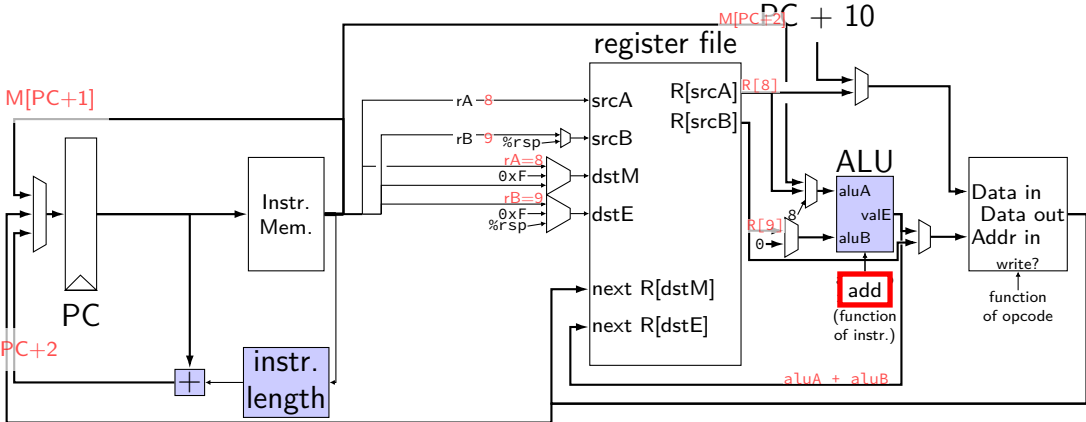 M[PC+2]
PC + 10
register file
M[PC+1]
rA 8
srcA
R[srcA]
R[8]
rB 9
%rsp
srcB
R[srcB]
rA=8
0xF
dstM
ALU
rB=9
0xF
%rsp
dstE
Instr.
Mem.
R[9]
8
0
aluA
valE
aluB
Data in
Data out
Addr in
write?
function
of opcode
add
(function
of instr.)
next R[dstM]
next R[dstE]
PC
PC+2
+
instr.
length
aluA + aluB